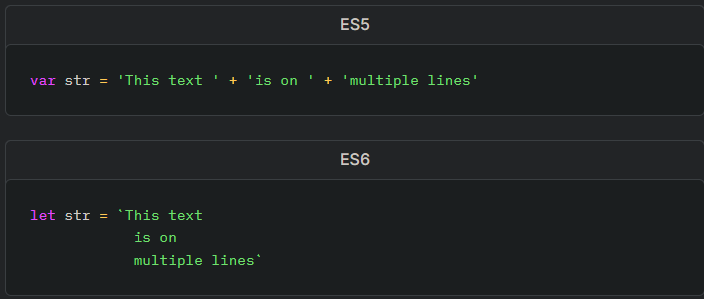 ES5
var str = 'This text ' + 'is on ' + 'multiple lines'
ES6
let str = `This text
is on
multiple lines`